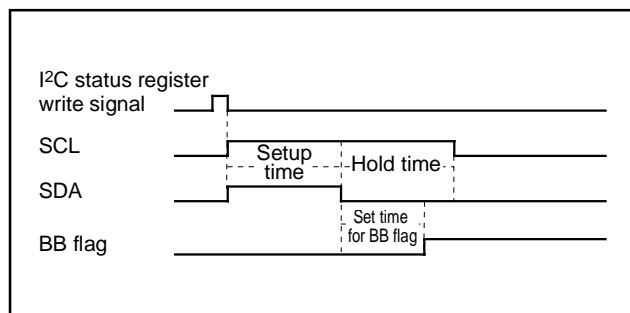 I²C status register
write signal
SCL
Setup
time
Hold time
SDA
Set time
for BB flag
BB flag